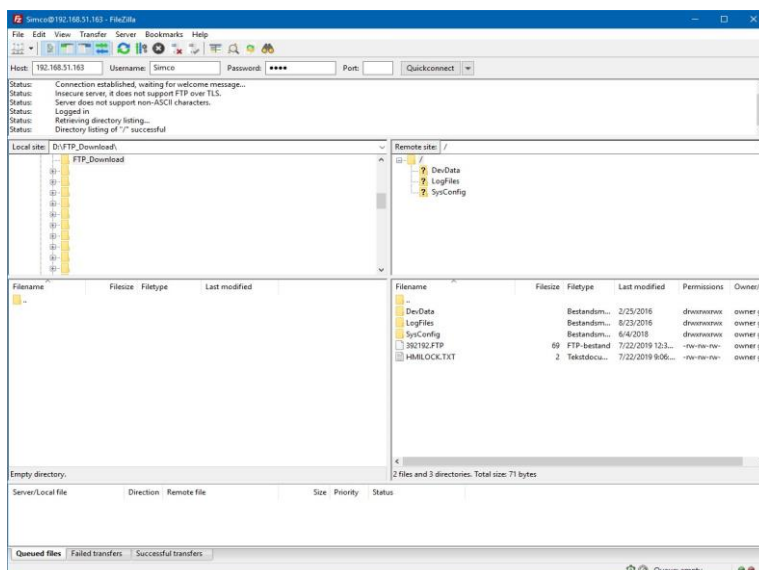 Simco@192.168.51.163 - FileZilla
File Edit View Transfer Server Bookmarks Help
Host: 192.168.51.163 Username: Simco Password: •••• Port: Quickconnect
Status: Connection established, waiting for welcome message...
Status: Insecure server, it does not support FTP over TLS.
Status: Server does not support non-ASCII characters.
Status: Logged in
Status: Retrieving directory listing...
Status: Directory listing of "/" successful
Local site: D:\FTP_Download\
FTP_Download
Remote site: /
/
? DevData
? LogFiles
? SysConfig
Filename Filesize Filetype Last modified
..
Empty directory.
Filename Filesize Filetype Last modified Permissions Owner/
..
DevData Bestandsm... 2/25/2016 drwxrwxrwx owner g
LogFiles Bestandsm... 8/23/2016 drwxrwxrwx owner g
SysConfig Bestandsm... 6/4/2018 drwxrwxrwx owner g
392192.FTP 69 FTP-bestand 7/22/2019 12:3... -rw-rw-rw- owner g
HMILOCK.TXT 2 Tekstdocu... 7/22/2019 9:06:... -rw-rw-rw- owner g
2 files and 3 directories. Total size: 71 bytes
Server/Local file Direction Remote file Size Priority Status
Queued files Failed transfers Successful transfers
Queue: empty